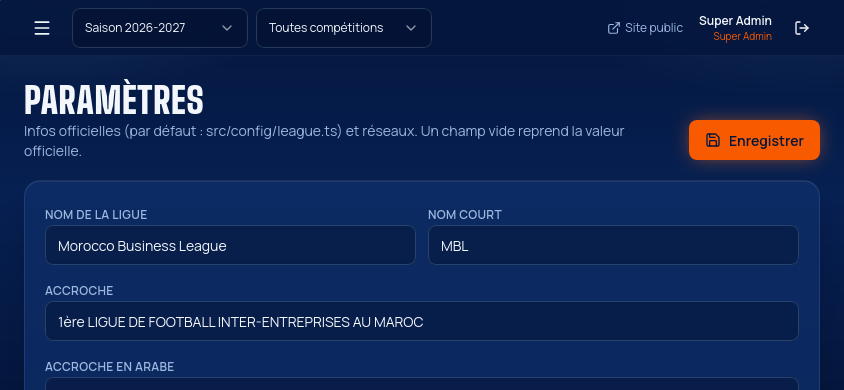 Saison 2026-2027
Toutes compétitions
Site public
Super Admin
Super Admin
PARAMÈTRES
Infos officielles (par défaut : src/config/league.ts) et réseaux. Un champ vide reprend la valeur
officielle.
Enregistrer
NOM DE LA LIGUE
NOM COURT
Morocco Business League
MBL
ACCROCHE
1ère LIGUE DE FOOTBALL INTER-ENTREPRISES AU MAROC
ACCROCHE EN ARABE